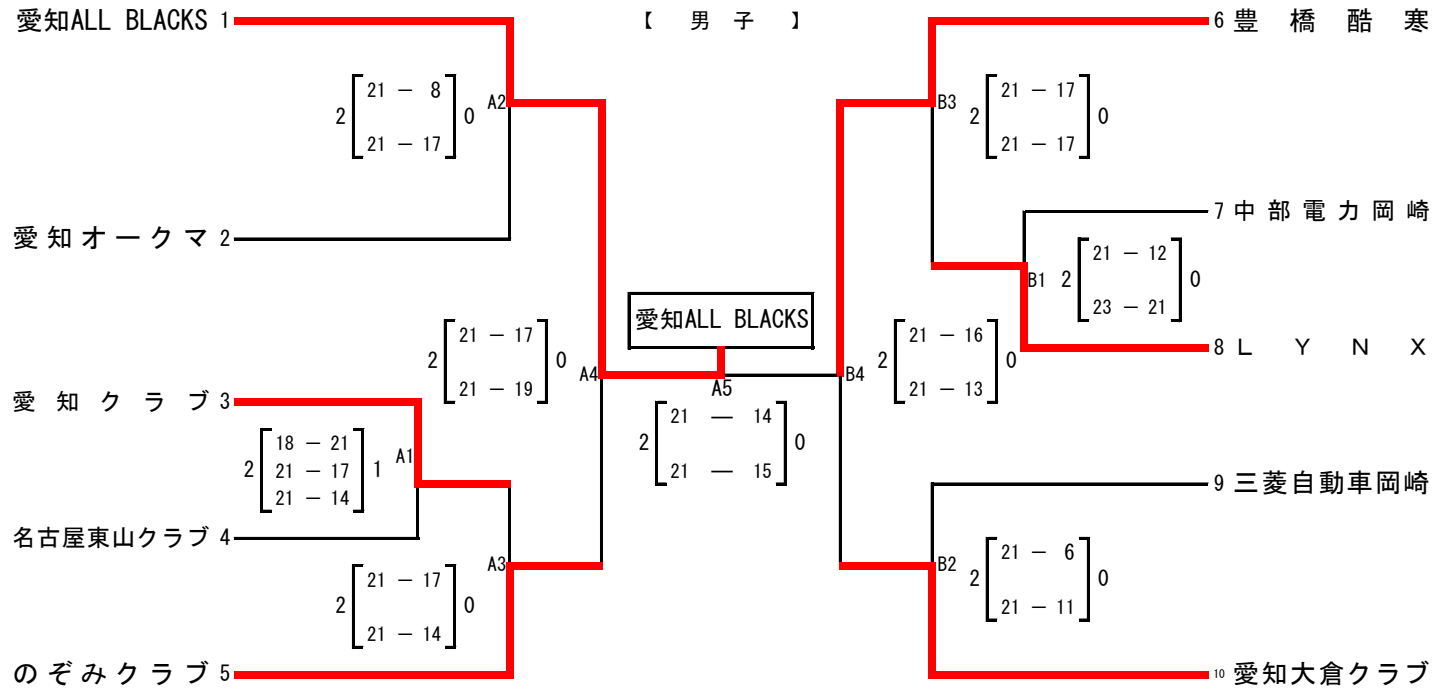 愛知ALL BLACKS 1
【 男 子 】
6 豊橋酷寒
2 [21 － 8 0
21 － 17]
A2
B3
2 [21 － 17 0
21 － 17]
愛知オークマ 2
7 中部電力岡崎
B1
2 [21 － 12 0
23 － 21]
愛知ALL BLACKS
8 LYNX
2 [21 － 17 0
21 － 19]
A4
A5
B4
2 [21 － 16 0
21 － 13]
愛知クラブ 3
2 [18 － 21
21 － 17 1
21 － 14]
A1
2 [21 ― 14 0
21 ― 15]
名古屋東山クラブ 4
9 三菱自動車岡崎
A3
B2
2 [21 － 17 0
21 － 14]
2 [21 － 6 0
21 － 11]
のぞみクラブ 5
10 愛知大倉クラブ